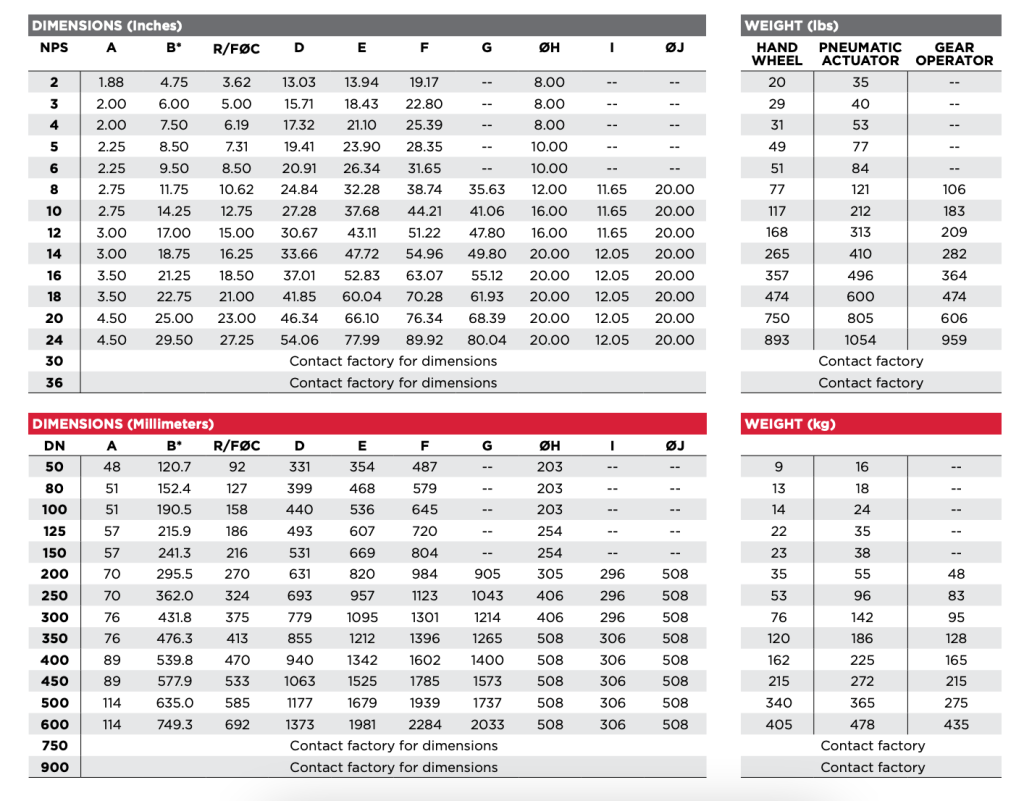 DIMENSIONS (Inches) WEIGHT (lbs)
NPS A B* R/FØC D E F G ØH I ØJ HAND WHEEL PNEUMATIC ACTUATOR GEAR OPERATOR
2 1.88 4.75 3.62 13.03 13.94 19.17 -- 8.00 -- -- 20 35 --
3 2.00 6.00 5.00 15.71 18.43 22.80 -- 8.00 -- -- 29 40 --
4 2.00 7.50 6.19 17.32 21.10 25.39 -- 8.00 -- -- 31 53 --
5 2.25 8.50 7.31 19.41 23.90 28.35 -- 10.00 -- -- 49 77 --
6 2.25 9.50 8.50 20.91 26.34 31.65 -- 10.00 -- -- 51 84 --
8 2.75 11.75 10.62 24.84 32.28 38.74 35.63 12.00 11.65 20.00 77 121 106
10 2.75 14.25 12.75 27.28 37.68 44.21 41.06 16.00 11.65 20.00 117 212 183
12 3.00 17.00 15.00 30.67 43.11 51.22 47.80 16.00 11.65 20.00 168 313 209
14 3.00 18.75 16.25 33.66 47.72 54.96 49.80 20.00 12.05 20.00 265 410 282
16 3.50 21.25 18.50 37.01 52.83 63.07 55.12 20.00 12.05 20.00 357 496 364
18 3.50 22.75 21.00 41.85 60.04 70.28 61.93 20.00 12.05 20.00 474 600 474
20 4.50 25.00 23.00 46.34 66.10 76.34 68.39 20.00 12.05 20.00 750 805 606
24 4.50 29.50 27.25 54.06 77.99 89.92 80.04 20.00 12.05 20.00 893 1054 959
30 Contact factory for dimensions Contact factory
36 Contact factory for dimensions Contact factory
DIMENSIONS (Millimeters) WEIGHT (kg)
DN A B* R/FØC D E F G ØH I ØJ
50 48 120.7 92 331 354 487 -- 203 -- -- 9 16 --
80 51 152.4 127 399 468 579 -- 203 -- -- 13 18 --
100 51 190.5 158 440 536 645 -- 203 -- -- 14 24 --
125 57 215.9 186 493 607 720 -- 254 -- -- 22 35 --
150 57 241.3 216 531 669 804 -- 254 -- -- 23 38 --
200 70 295.5 270 631 820 984 905 305 296 508 35 55 48
250 70 362.0 324 693 957 1123 1043 406 296 508 53 96 83
300 76 431.8 375 779 1095 1301 1214 406 296 508 76 142 95
350 76 476.3 413 855 1212 1396 1265 508 306 508 120 186 128
400 89 539.8 470 940 1342 1602 1400 508 306 508 162 225 165
450 89 577.9 533 1063 1525 1785 1573 508 306 508 215 272 215
500 114 635.0 585 1177 1679 1939 1737 508 306 508 340 365 275
600 114 749.3 692 1373 1981 2284 2033 508 306 508 405 478 435
750 Contact factory for dimensions Contact factory
900 Contact factory for dimensions Contact factory